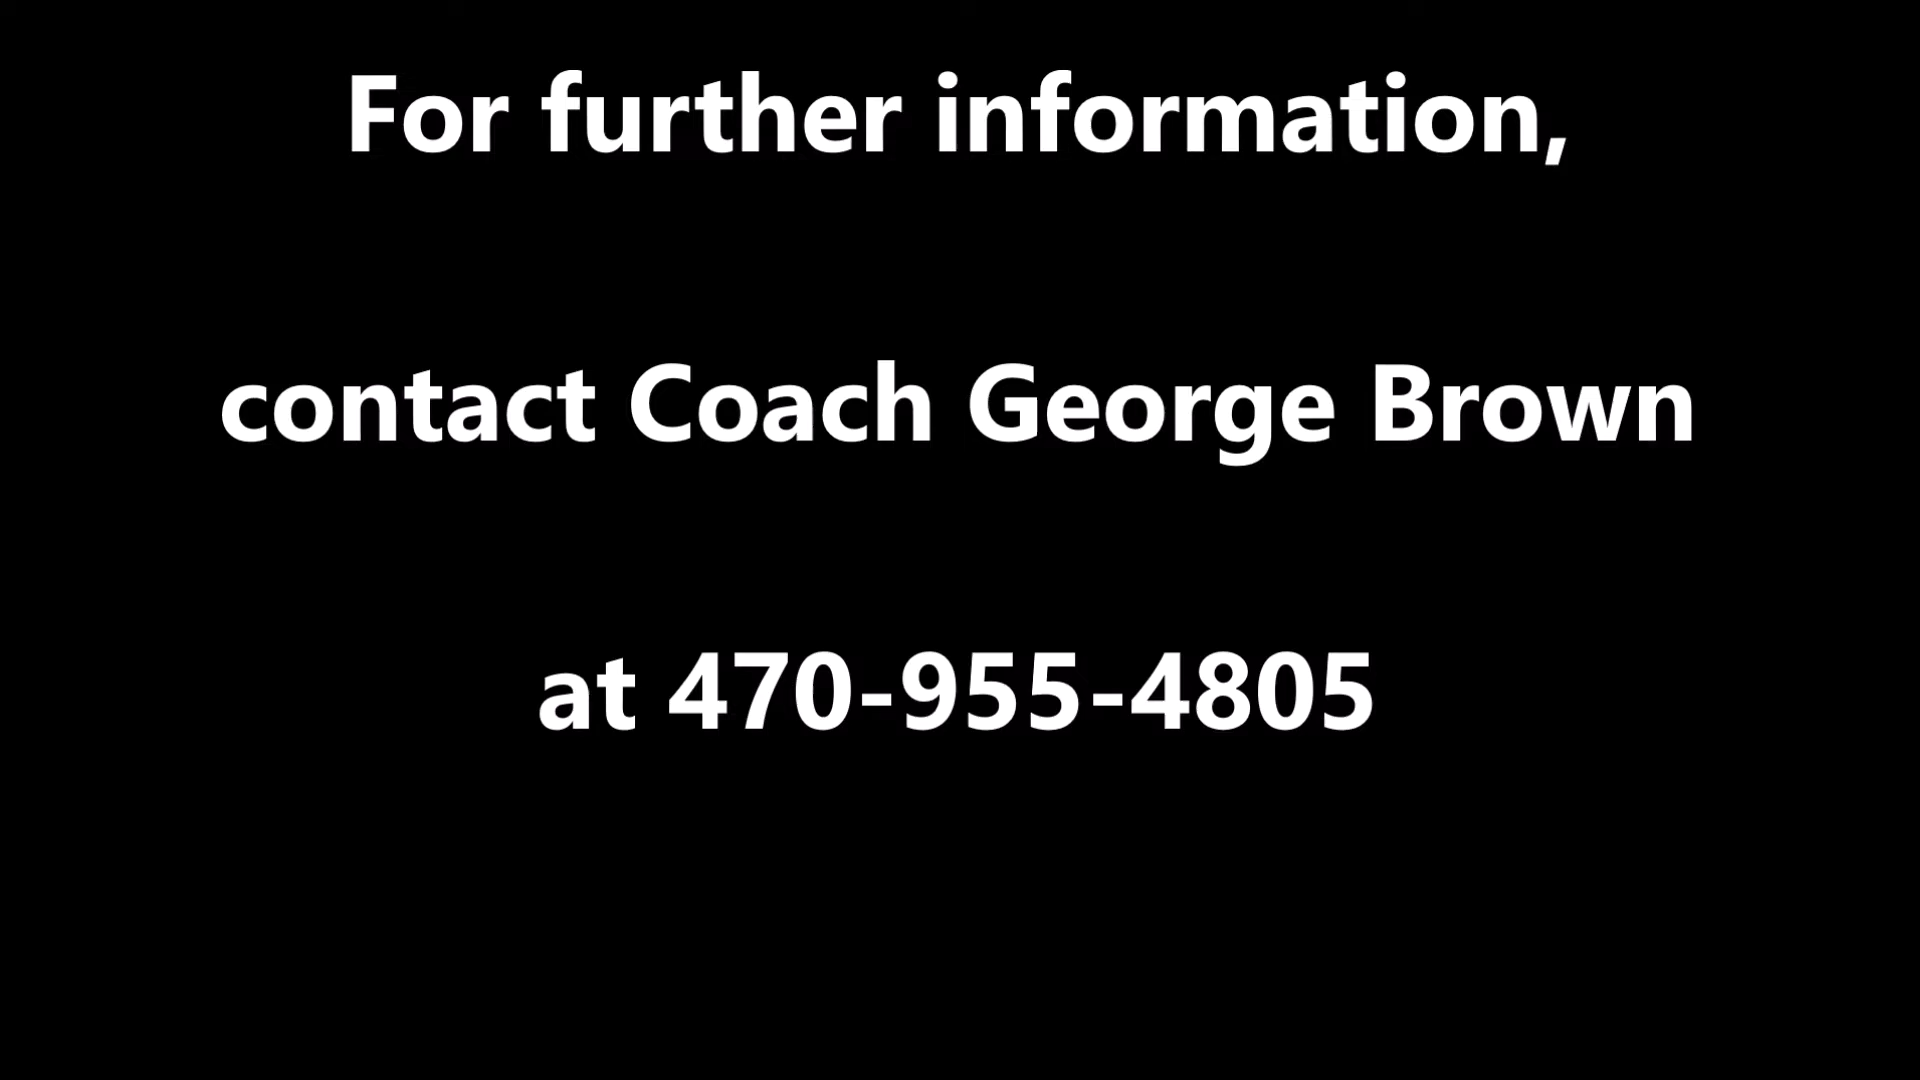 For further information,
contact Coach George Brown
at 470-955-4805